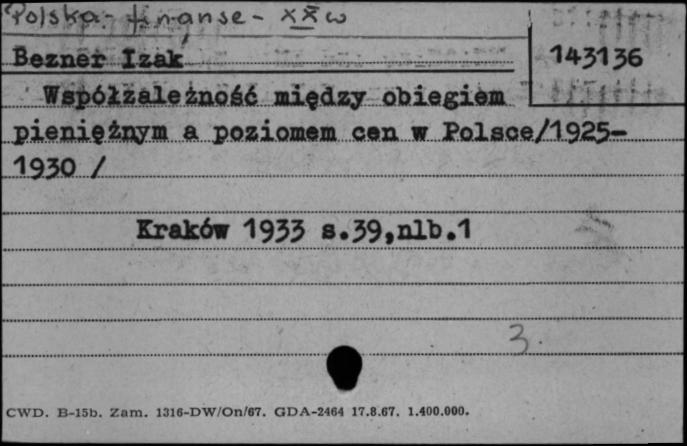 Polska - finanse - XX w
Bezner Izak
143136
Współzależność między obiegiem
pieniężnym a poziomem cen w Polsce/1925-
1930 /
Kraków 1933 s.39,nlb.1
3.
CWD. B-15b. Zam. 1316-DW/On/67. GDA-2464 17.8.67. 1.400.000.